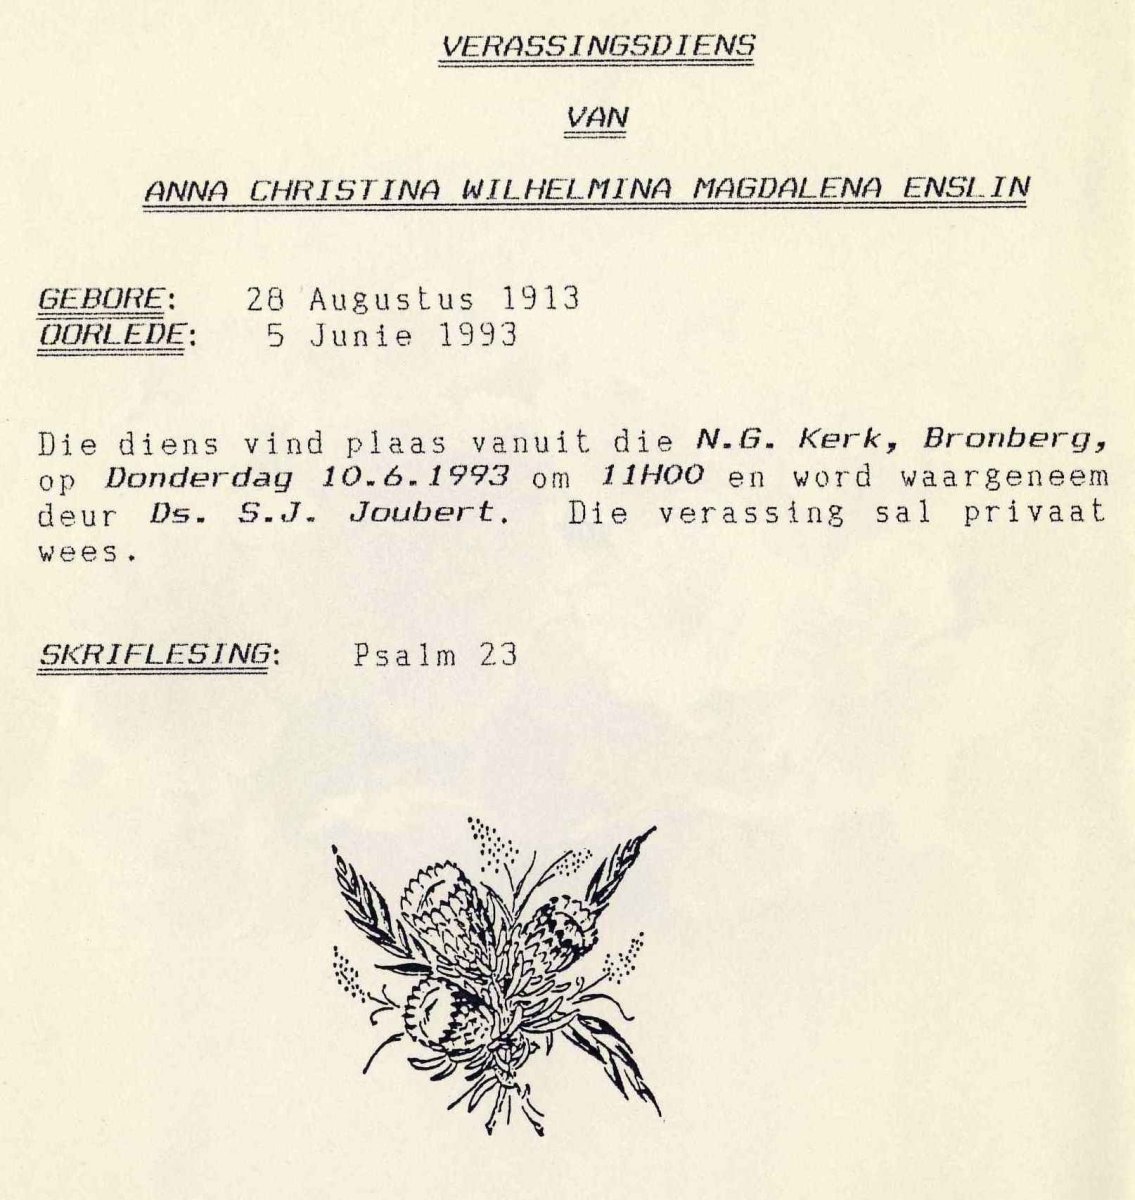 VERASSINGSDIENS
VAN
ANNA CHRISTINA WILHELMINA MAGDALENA ENSLIN
GEBORE: 28 Augustus 1913
OORLEDE: 5 Junie 1993
Die diens vind plaas vanuit die N.G. Kerk, Bronberg,
op Donderdag 10.6.1993 om 11H00 en word waargeneem
deur Ds. S.J. Joubert. Die verassing sal privaat
wees.
SKRIFLESING: Psalm 23